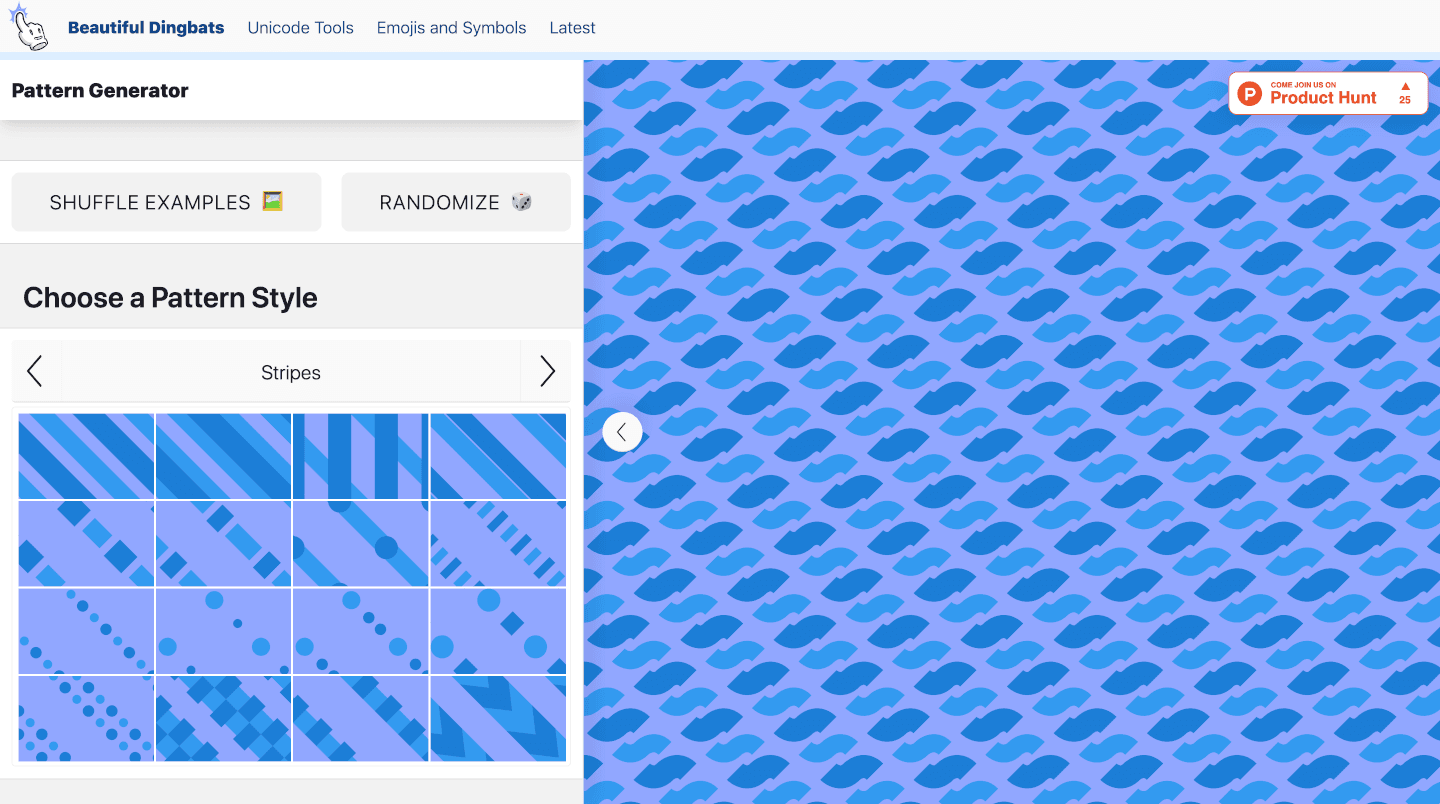 Beautiful Dingbats
Unicode Tools
Emojis and Symbols
Latest
Pattern Generator
COME JOIN US ON
P
Product Hunt
25
SHUFFLE EXAMPLES
RANDOMIZE
Choose a Pattern Style
Stripes